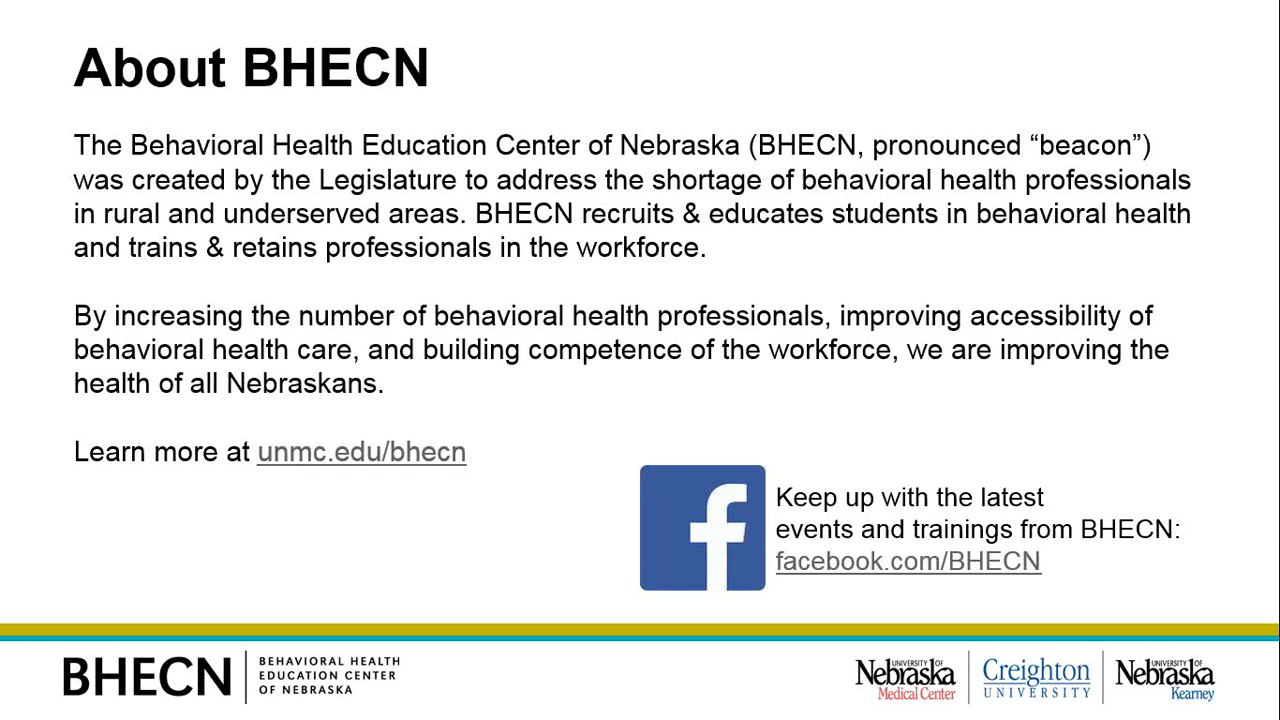 About BHECN
The Behavioral Health Education Center of Nebraska (BHECN, pronounced “beacon”)
was created by the Legislature to address the shortage of behavioral health professionals
in rural and underserved areas. BHECN recruits & educates students in behavioral health
and trains & retains professionals in the workforce.
By increasing the number of behavioral health professionals, improving accessibility of
behavioral health care, and building competence of the workforce, we are improving the
health of all Nebraskans.
Learn more at unmc.edu/bhecn
f
Keep up with the latest
events and trainings from BHECN:
facebook.com/BHECN
BHECN
BEHAVIORAL HEALTH
EDUCATION CENTER
OF NEBRASKA
UNIVERSITY OF
Nebraska
Medical Center
Creighton
UNIVERSITY
UNIVERSITY OF
Nebraska
Kearney